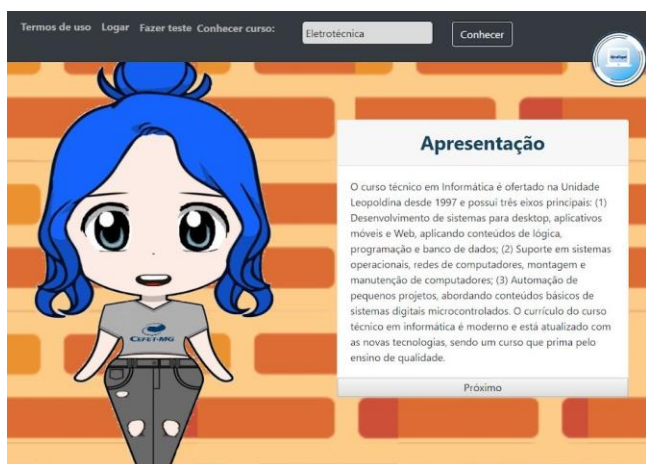 Termos de uso Logar Fazer teste Conhecer curso: Eletrotécnica Conhecer
Apresentação
O curso técnico em Informática é ofertado na Unidade
Leopoldina desde 1997 e possui três eixos principais: (1)
Desenvolvimento de sistemas para desktop, aplicativos
móveis e Web, aplicando conteúdos de lógica,
programação e banco de dados; (2) Suporte em sistemas
operacionais, redes de computadores, montagem e
manutenção de computadores; (3) Automação de
pequenos projetos, abordando conteúdos básicos de
sistemas digitais microcontrolados. O currículo do curso
técnico em informática é moderno e está atualizado com
as novas tecnologias, sendo um curso que prima pelo
ensino de qualidade.
Próximo
CEFET-MG